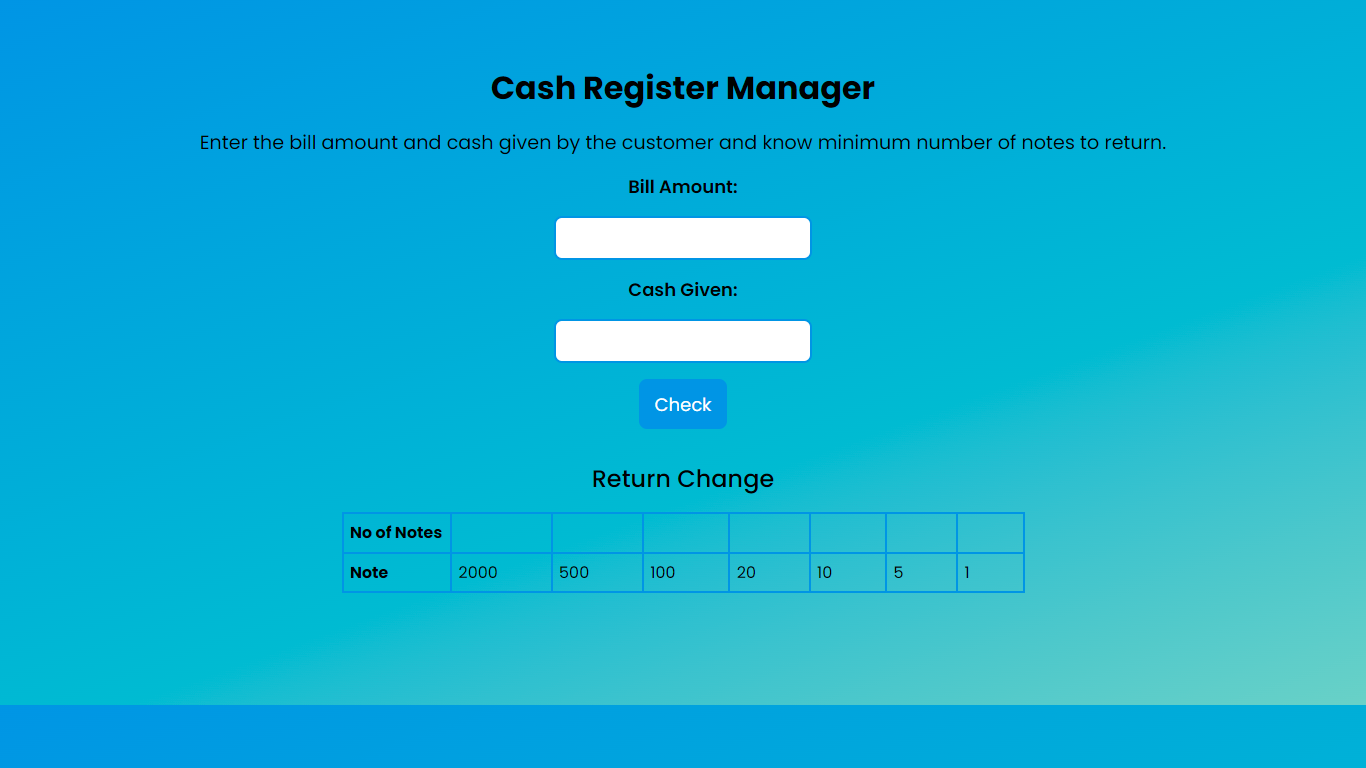 Cash Register Manager
Enter the bill amount and cash given by the customer and know minimum number of notes to return.
Bill Amount:
Cash Given:
Check
Return Change
No of Notes
Note 2000 500 100 20 10 5 1